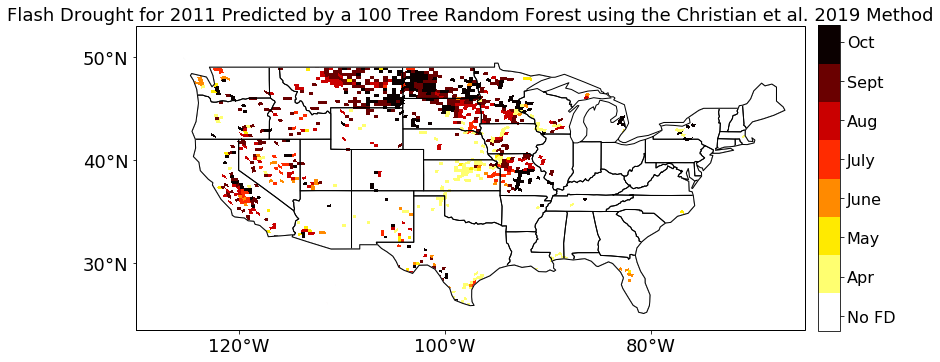 Flash Drought for 2011 Predicted by a 100 Tree Random Forest using the Christian et al. 2019 Method
50°N
40°N
30°N
120°W
100°W
80°W
Oct
Sept
Aug
July
June
May
Apr
No FD